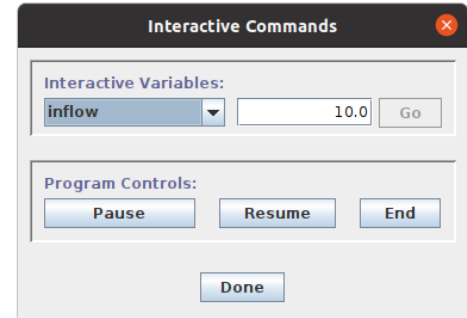 Interactive Commands
Interactive Variables:
inflow 10.0 Go
Program Controls:
Pause Resume End
Done